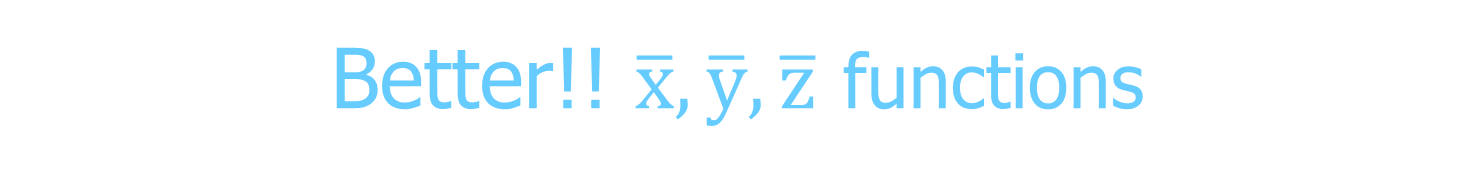 Better!! x̅, y̅, z̅ functions